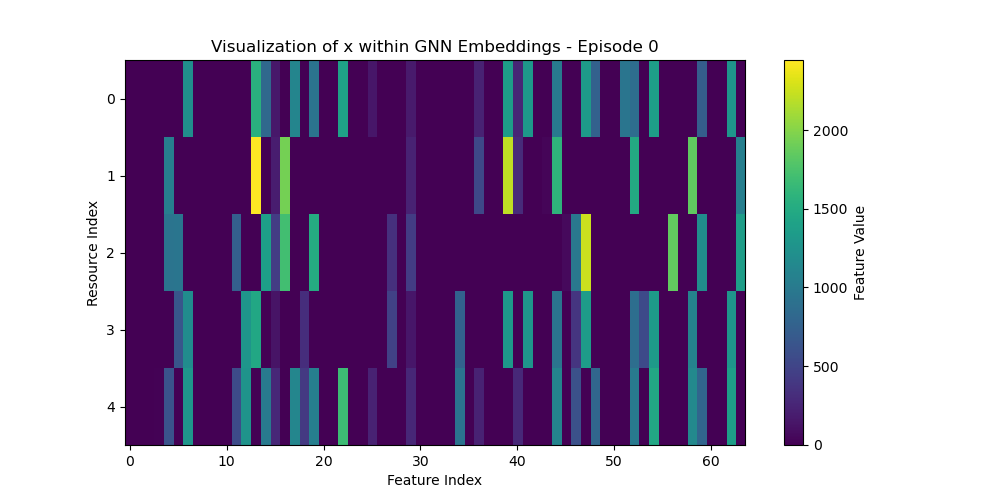 Visualization of x within GNN Embeddings - Episode 0
Resource Index
0
1
2
3
4
0 10 20 30 40 50 60
Feature Index
2000
1500
1000
500
0
Feature Value